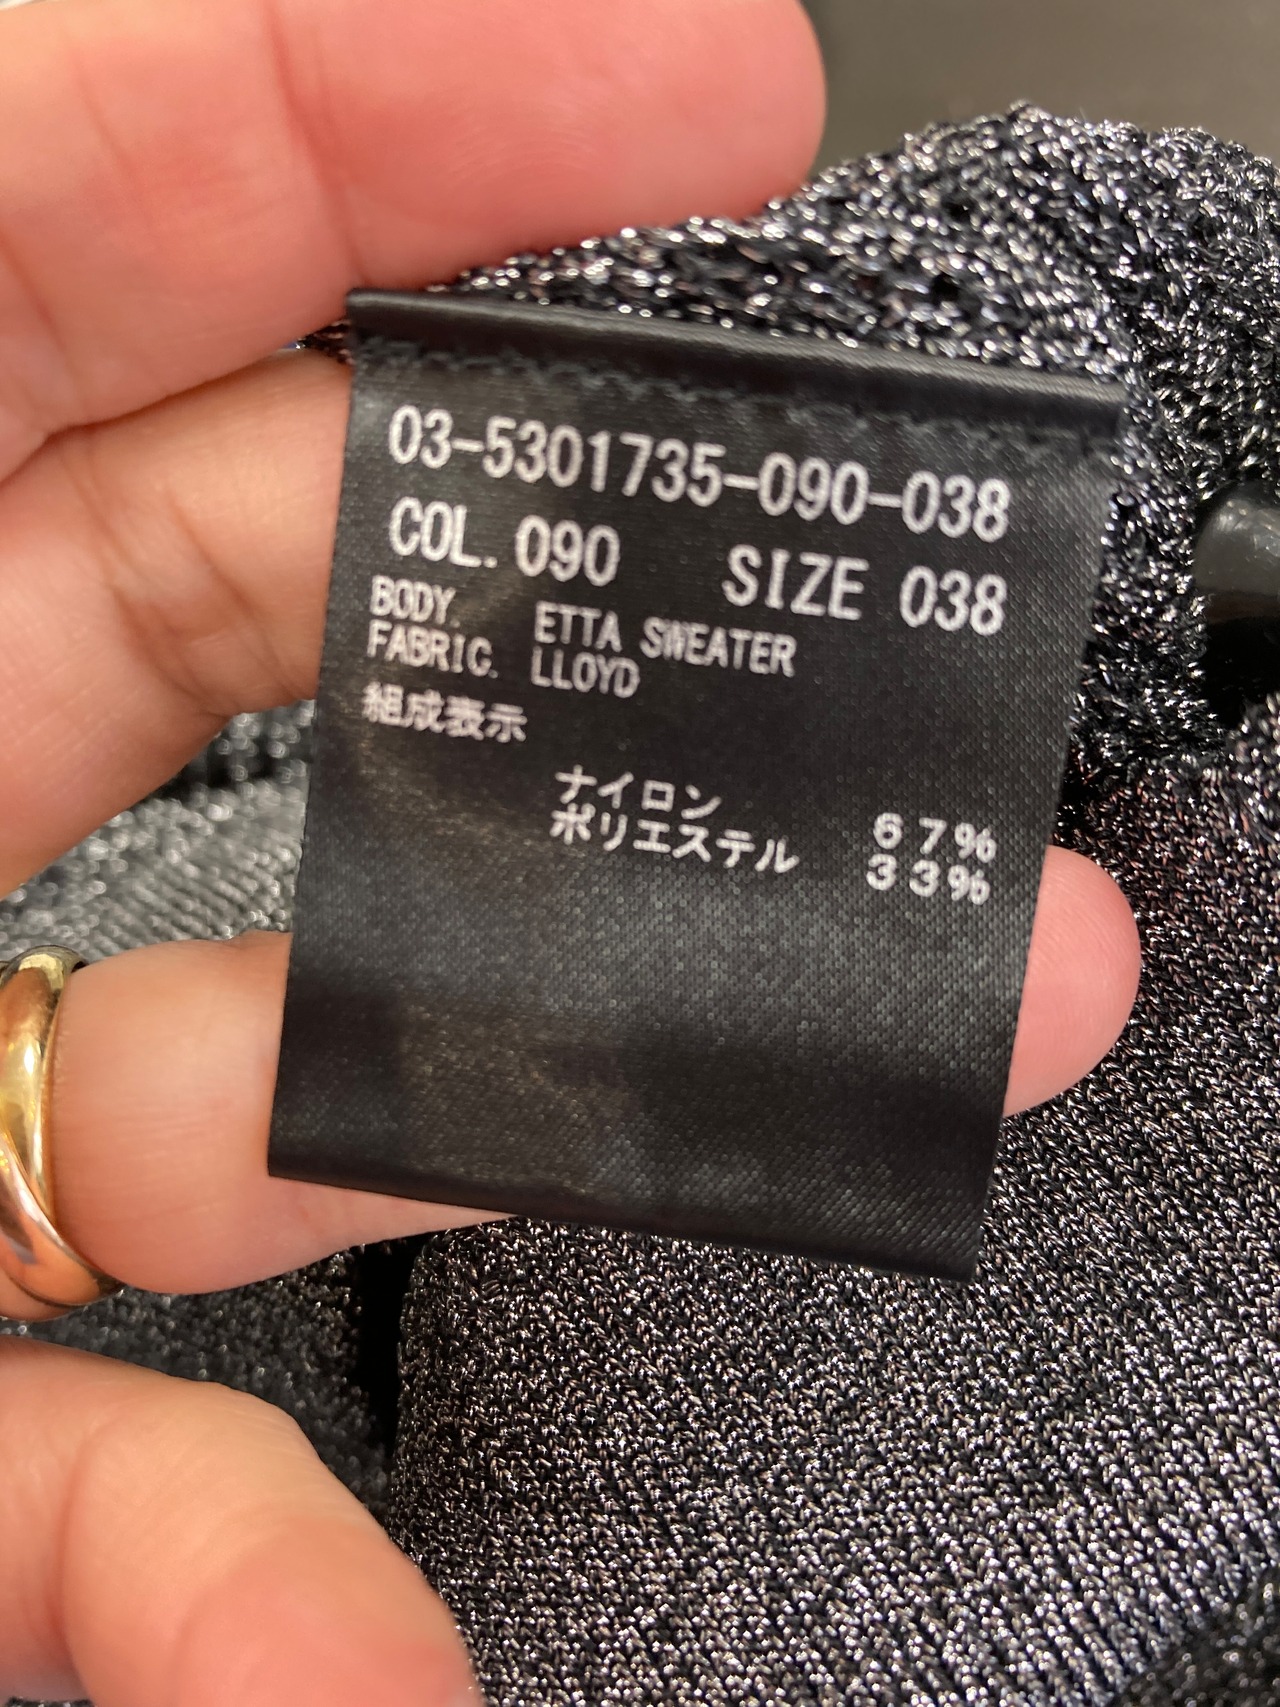 03-5301735-090-038
COL. 090 SIZE 038
BODY. ETTA SWEATER
FABRIC. LLOYD
組成表示
ナイロン 67%
ポリエステル 33%